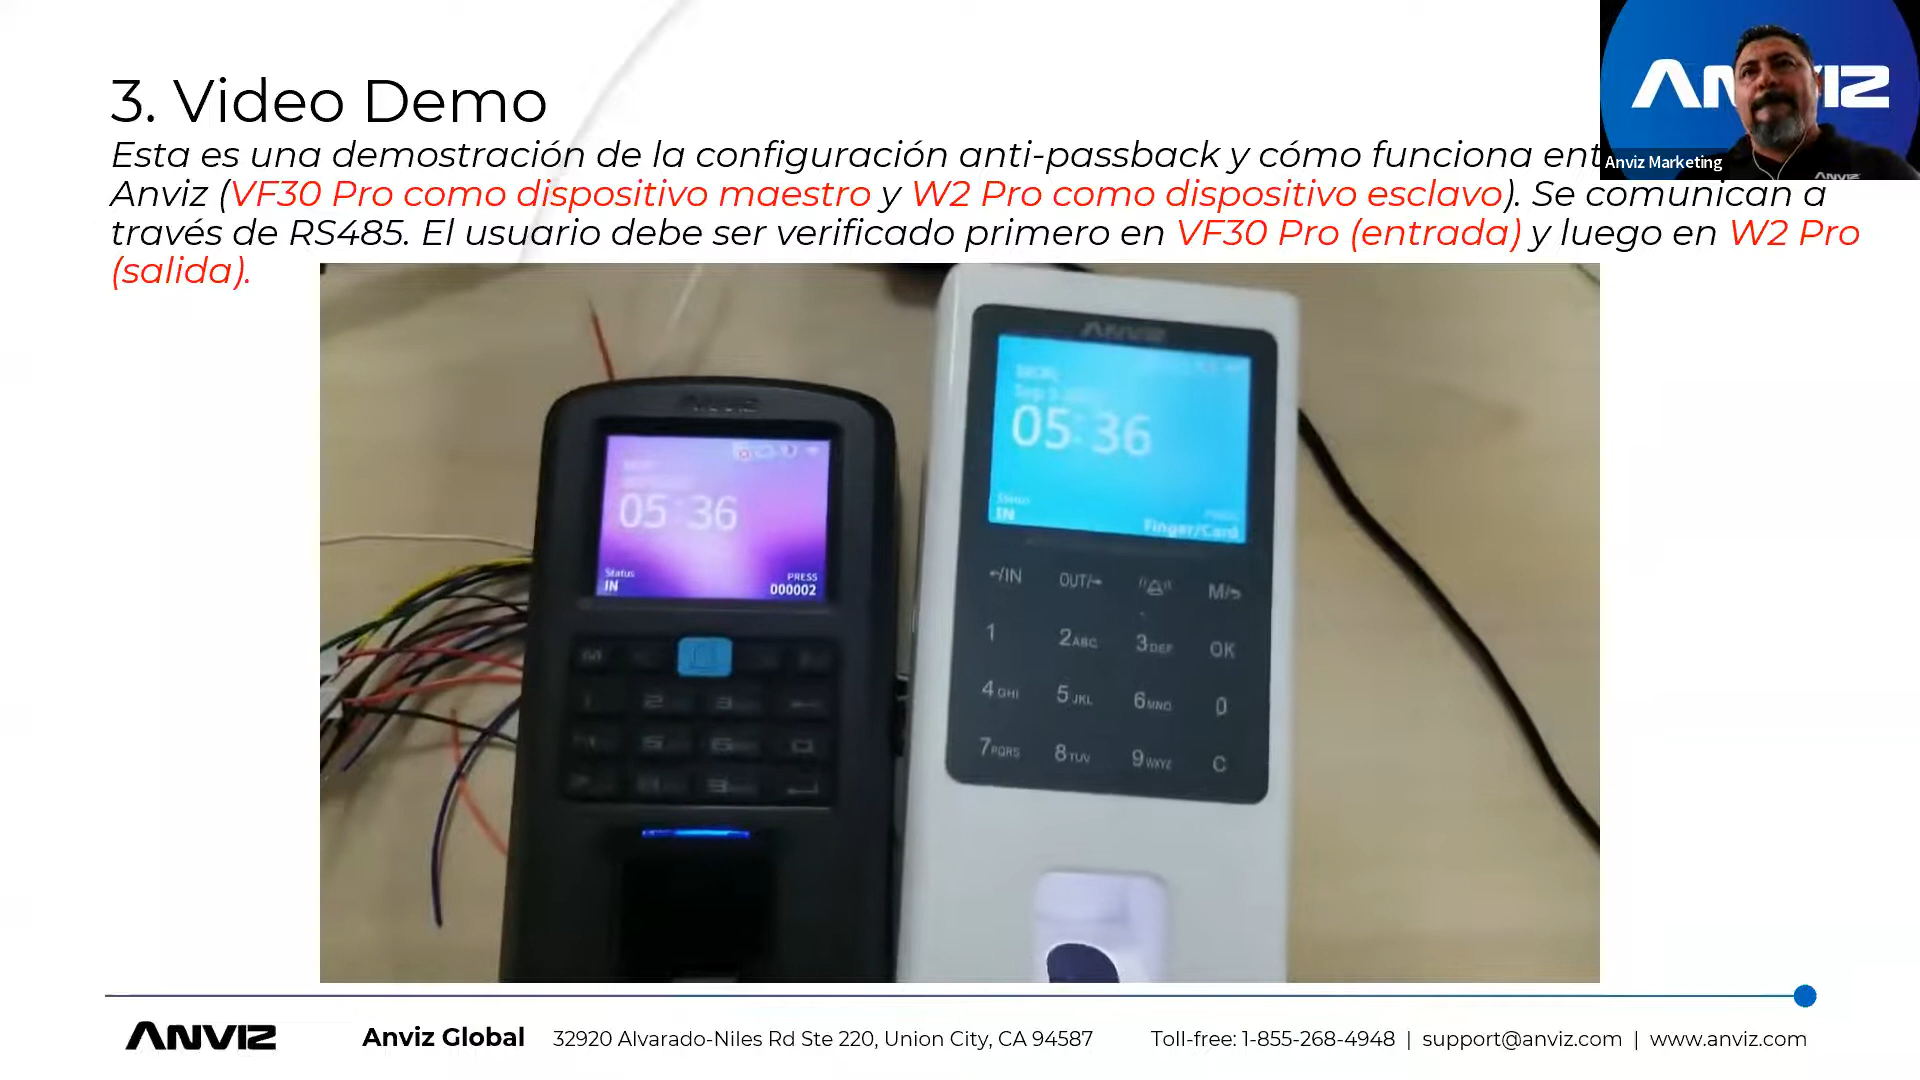 3. Video Demo
Esta es una demostración de la configuración anti-passback y cómo funciona ent
Anviz (VF30 Pro como dispositivo maestro y W2 Pro como dispositivo esclavo). Se comunican a
través de RS485. El usuario debe ser verificado primero en VF30 Pro (entrada) y luego en W2 Pro
(salida).
ANVIZ
Anviz Marketing
ANVIZ
ANVIZ
05:36
Status
IN
PRESS
000002
ANVIZ
05:36
Status
IN
Finger/Card
IN
OUT
M
1
2ABC
3DEF
OK
4GHI
5JKL
6MNO
0
7PQRS
8TUV
9WXYZ
C
ANVIZ
Anviz Global
32920 Alvarado-Niles Rd Ste 220, Union City, CA 94587
Toll-free: 1-855-268-4948 | support@anviz.com | www.anviz.com